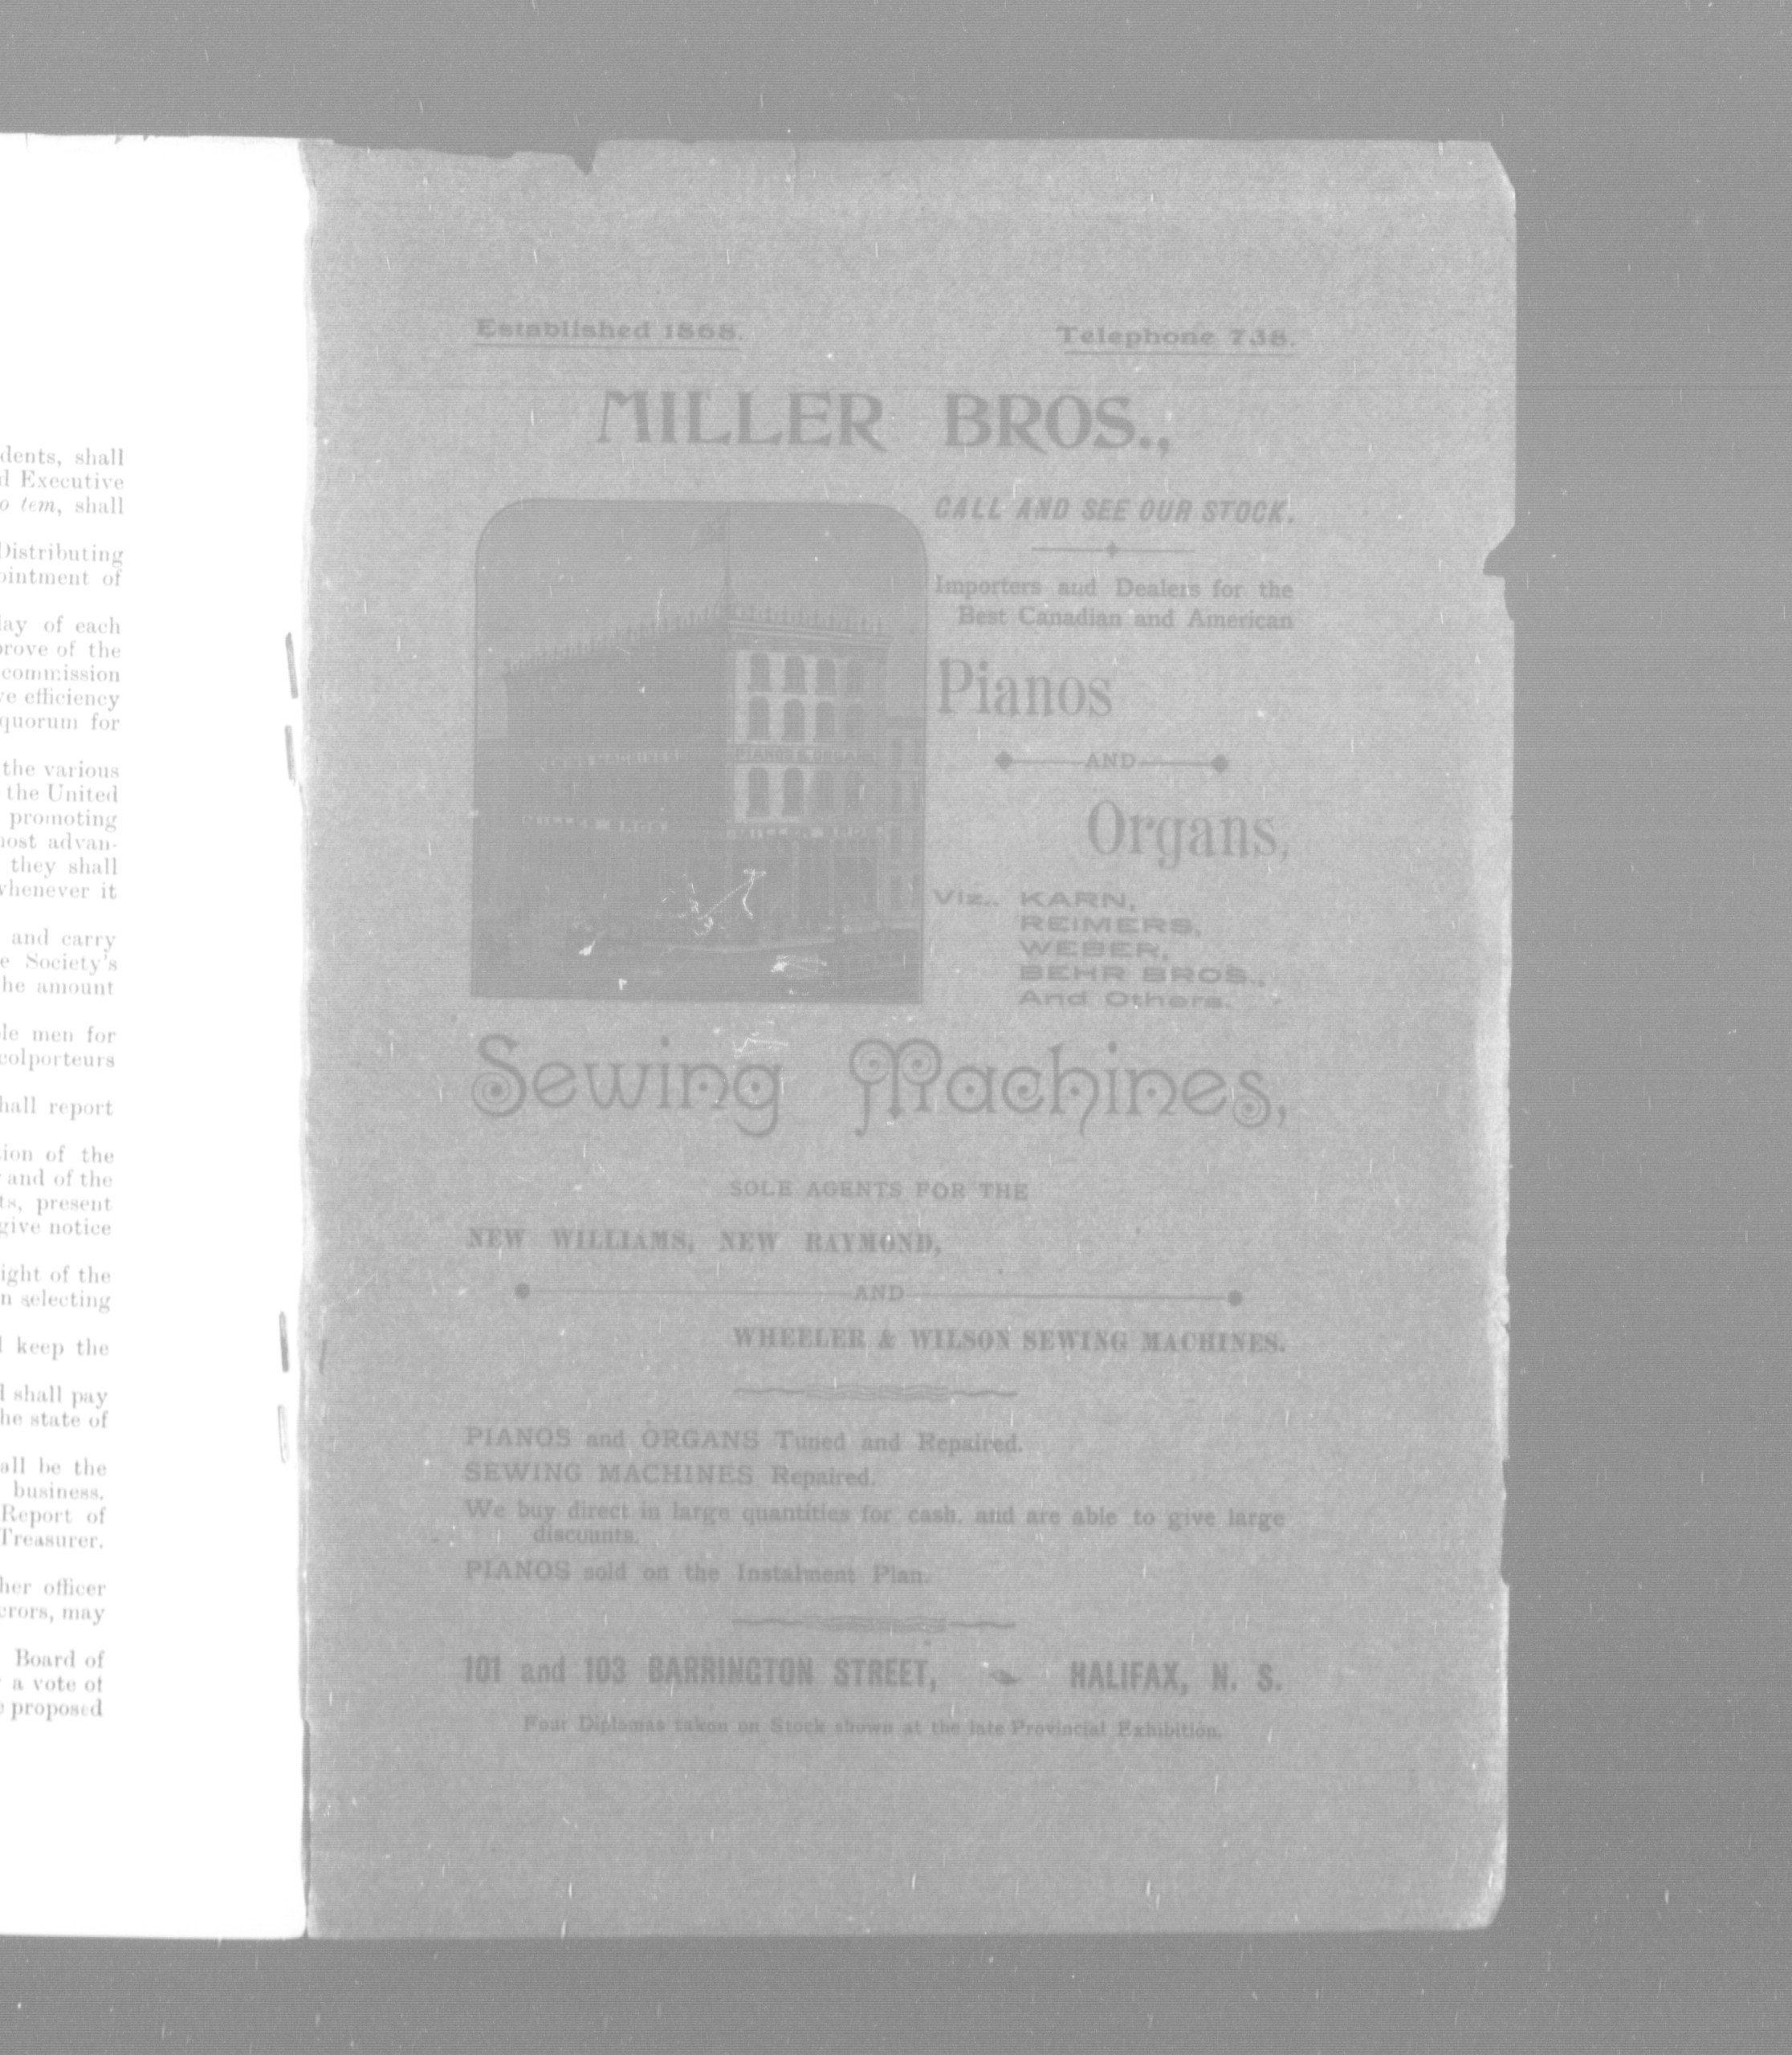 dents, shall
d Executive
o tem, shall
Distributing
ointment of
lay of each
prove of the
commission
ve efficiency
quorum for
the various
the United
promoting
nost advan-
they shall
whenever it
and carry
e Society's
he amount
le men for
colporteurs
hall report
sion of the
and of the
ts, present
give notice
ight of the
n selecting
l keep the
d shall pay
he state of
all be the
business.
Report of
Treasurer.
her officer
crors, may
Board of
a vote of
e proposed
Established 1868.
Telephone 738.
MILLER BROS.,
CALL AND SEE OUR STOCK.
Importers and Dealers for the
Best Canadian and American
Pianos
AND
Organs,
Viz., KARN,
REIMERS,
WEBER,
BEHR BROS.,
And Others.
PIANOS & ORGANS
MILLER BROS
Sewing Machines,
SOLE AGENTS FOR THE
NEW WILLIAMS, NEW RAYMOND,
AND
WHEELER & WILSON SEWING MACHINES.
PIANOS and ORGANS Tuned and Repaired.
SEWING MACHINES Repaired.
We buy direct in large quantities for cash, and are able to give large
discounts.
PIANOS sold on the Instalment Plan.
101 and 103 BARRINGTON STREET, HALIFAX, N. S.
Four Diplomas taken on Stock shown at the late Provincial Exhibition.